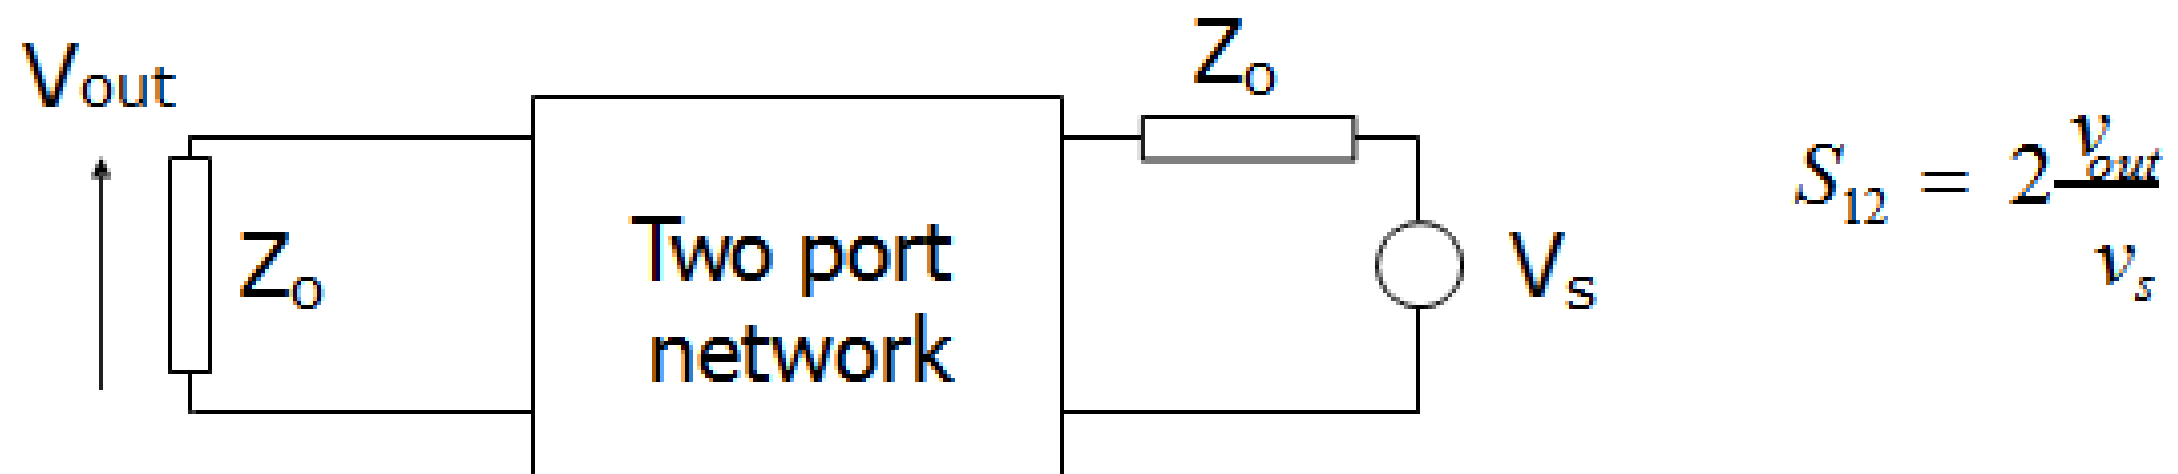 Vout
Zo
Zo
Two port
network
Vs
S12 = 2 vout / vs